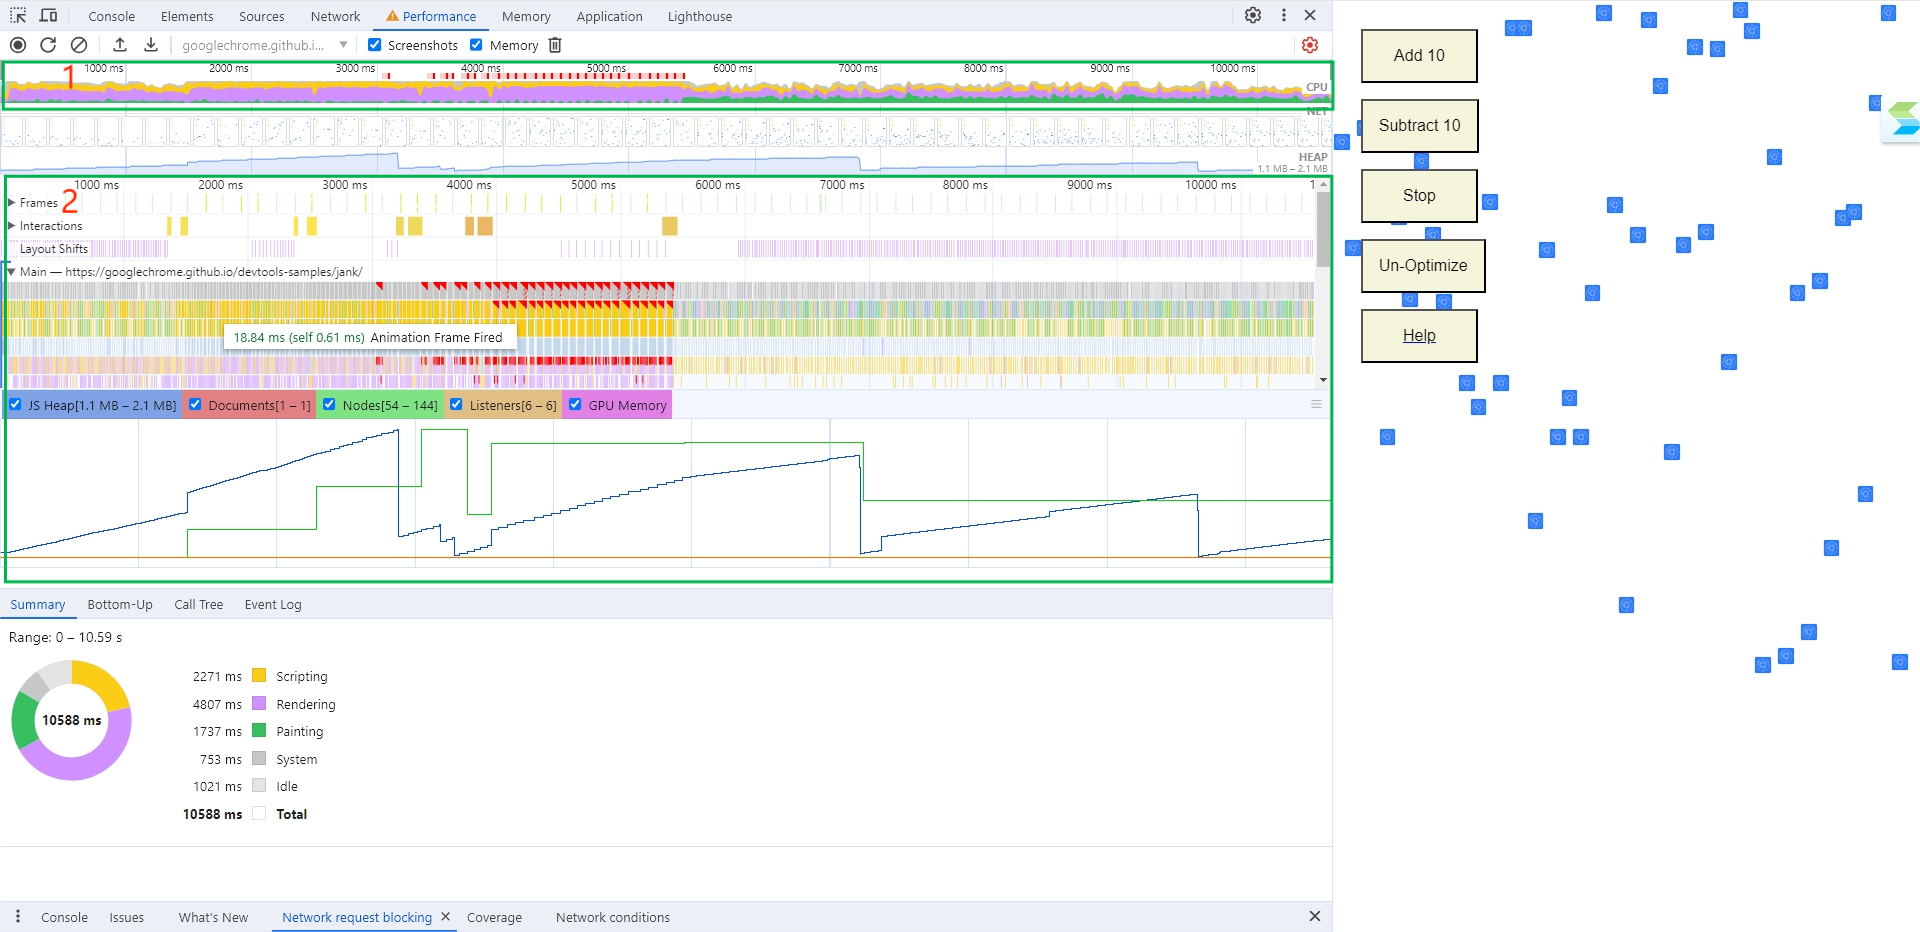 Console Elements Sources Network Performance Memory Application Lighthouse
googlechrome.github.i... Screenshots Memory
1
1000 ms 2000 ms 3000 ms 4000 ms 5000 ms 6000 ms 7000 ms 8000 ms 9000 ms 10000 ms
CPU
NET
HEAP
1.1 MB – 2.1 MB
1000 ms 2000 ms 3000 ms 4000 ms 5000 ms 6000 ms 7000 ms 8000 ms 9000 ms 10000 ms 1
Frames 2
Interactions
Layout Shifts
Main — https://googlechrome.github.io/devtools-samples/jank/
18.84 ms (self 0.61 ms) Animation Frame Fired
JS Heap[1.1 MB – 2.1 MB] Documents[1 – 1] Nodes[54 – 144] Listeners[6 – 6] GPU Memory
Summary Bottom-Up Call Tree Event Log
Range: 0 – 10.59 s
10588 ms
2271 ms Scripting
4807 ms Rendering
1737 ms Painting
753 ms System
1021 ms Idle
10588 ms Total
Console Issues What's New Network request blocking Coverage Network conditions
Add 10
Subtract 10
Stop
Un-Optimize
Help